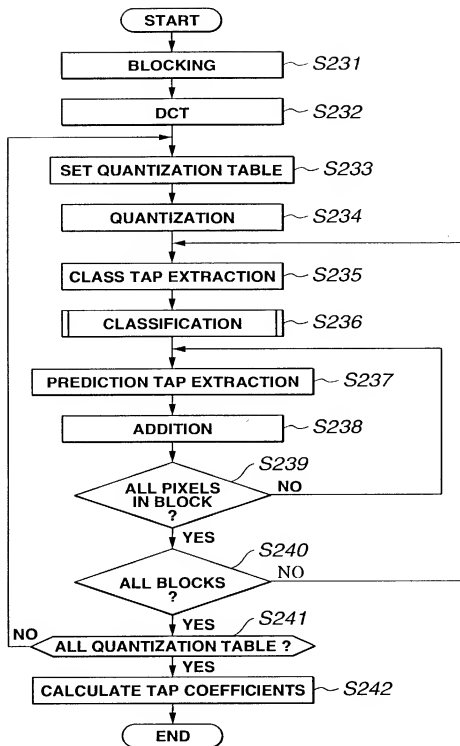 START
BLOCKING S231
DCT S232
SET QUANTIZATION TABLE S233
QUANTIZATION S234
CLASS TAP EXTRACTION S235
CLASSIFICATION S236
PREDICTION TAP EXTRACTION S237
ADDITION S238
S239
ALL PIXELS
IN BLOCK
?
NO
YES
S240
ALL BLOCKS
?
NO
YES
S241
NO
ALL QUANTIZATION TABLE ?
YES
CALCULATE TAP COEFFICIENTS S242
END